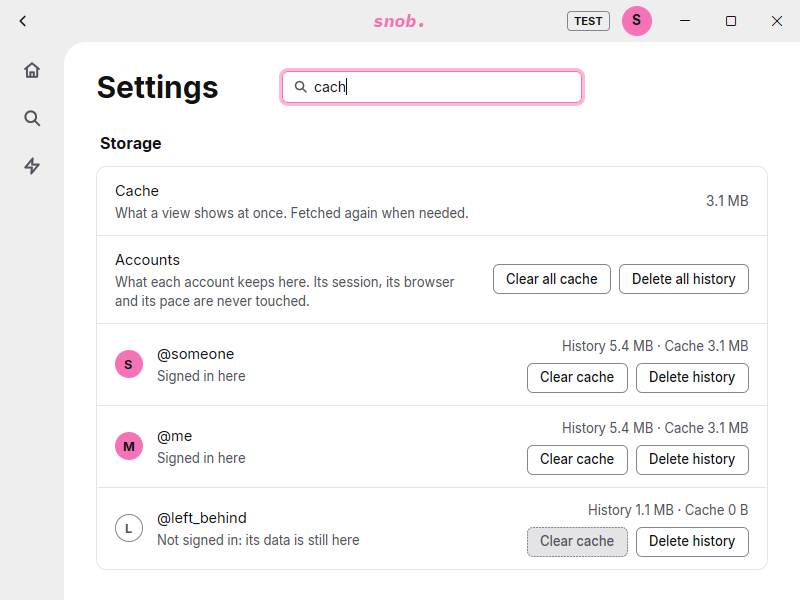 snob.
TEST
S
Settings
cach
Storage
Cache
What a view shows at once. Fetched again when needed.
3.1 MB
Accounts
What each account keeps here. Its session, its browser
and its pace are never touched.
Clear all cache
Delete all history
S
@someone
Signed in here
History 5.4 MB · Cache 3.1 MB
Clear cache
Delete history
M
@me
Signed in here
History 5.4 MB · Cache 3.1 MB
Clear cache
Delete history
L
@left_behind
Not signed in: its data is still here
History 1.1 MB · Cache 0 B
Clear cache
Delete history